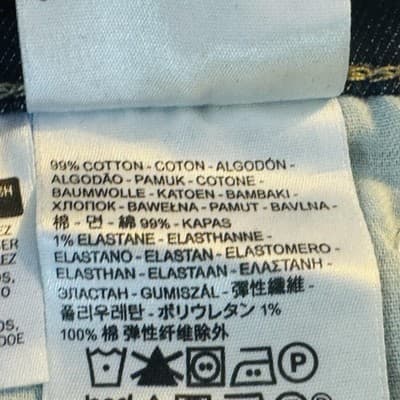 99% COTTON - COTON - ALGODÓN -
ALGODÃO - PAMUK - COTONE -
BAUMWOLLE - KATOEN - BAMBAKI -
ХЛОПОК - BAWEŁNA - PAMUT - BAVLNA -
棉 - 면 - 綿 99% - KAPAS
1% ELASTANE - ELASTHANNE -
ELASTANO - ELASTAN - ELASTOMERO -
ELASTHAN - ELASTAAN - ΕΛΑΣΤΑΝΗ -
ЭЛАСТАН - GUMISZÁL - 彈性纖維 -
폴리우레탄 - ポリウレタン 1%
100% 棉 弹性纤维除外
P